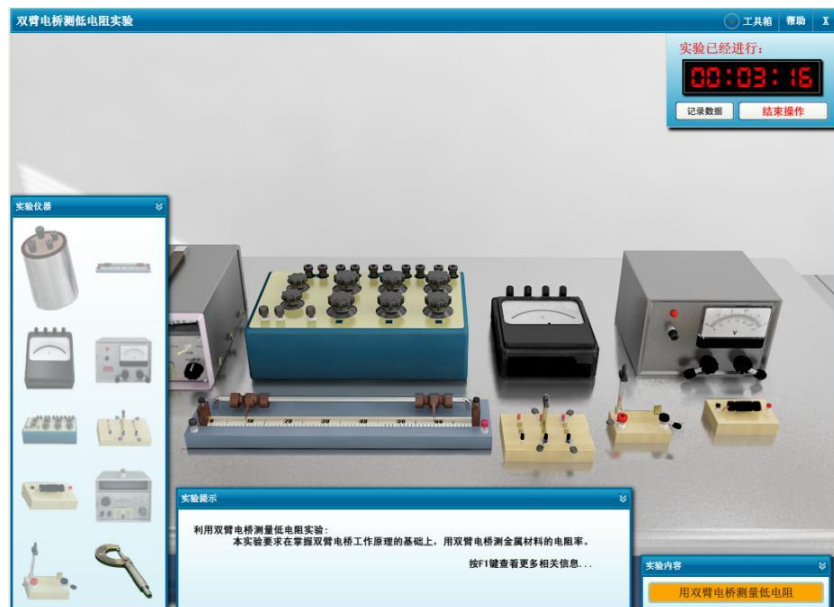 双臂电桥测低电阻实验
工具箱 帮助 X
实验已经进行：
00:03:16
记录数据 结束操作
实验仪器
实验提示
利用双臂电桥测量低电阻实验：
本实验要求在掌握双臂电桥工作原理的基础上，用双臂电桥测金属材料的电阻率。
按F1键查看更多相关信息...
实验内容
用双臂电桥测量低电阻